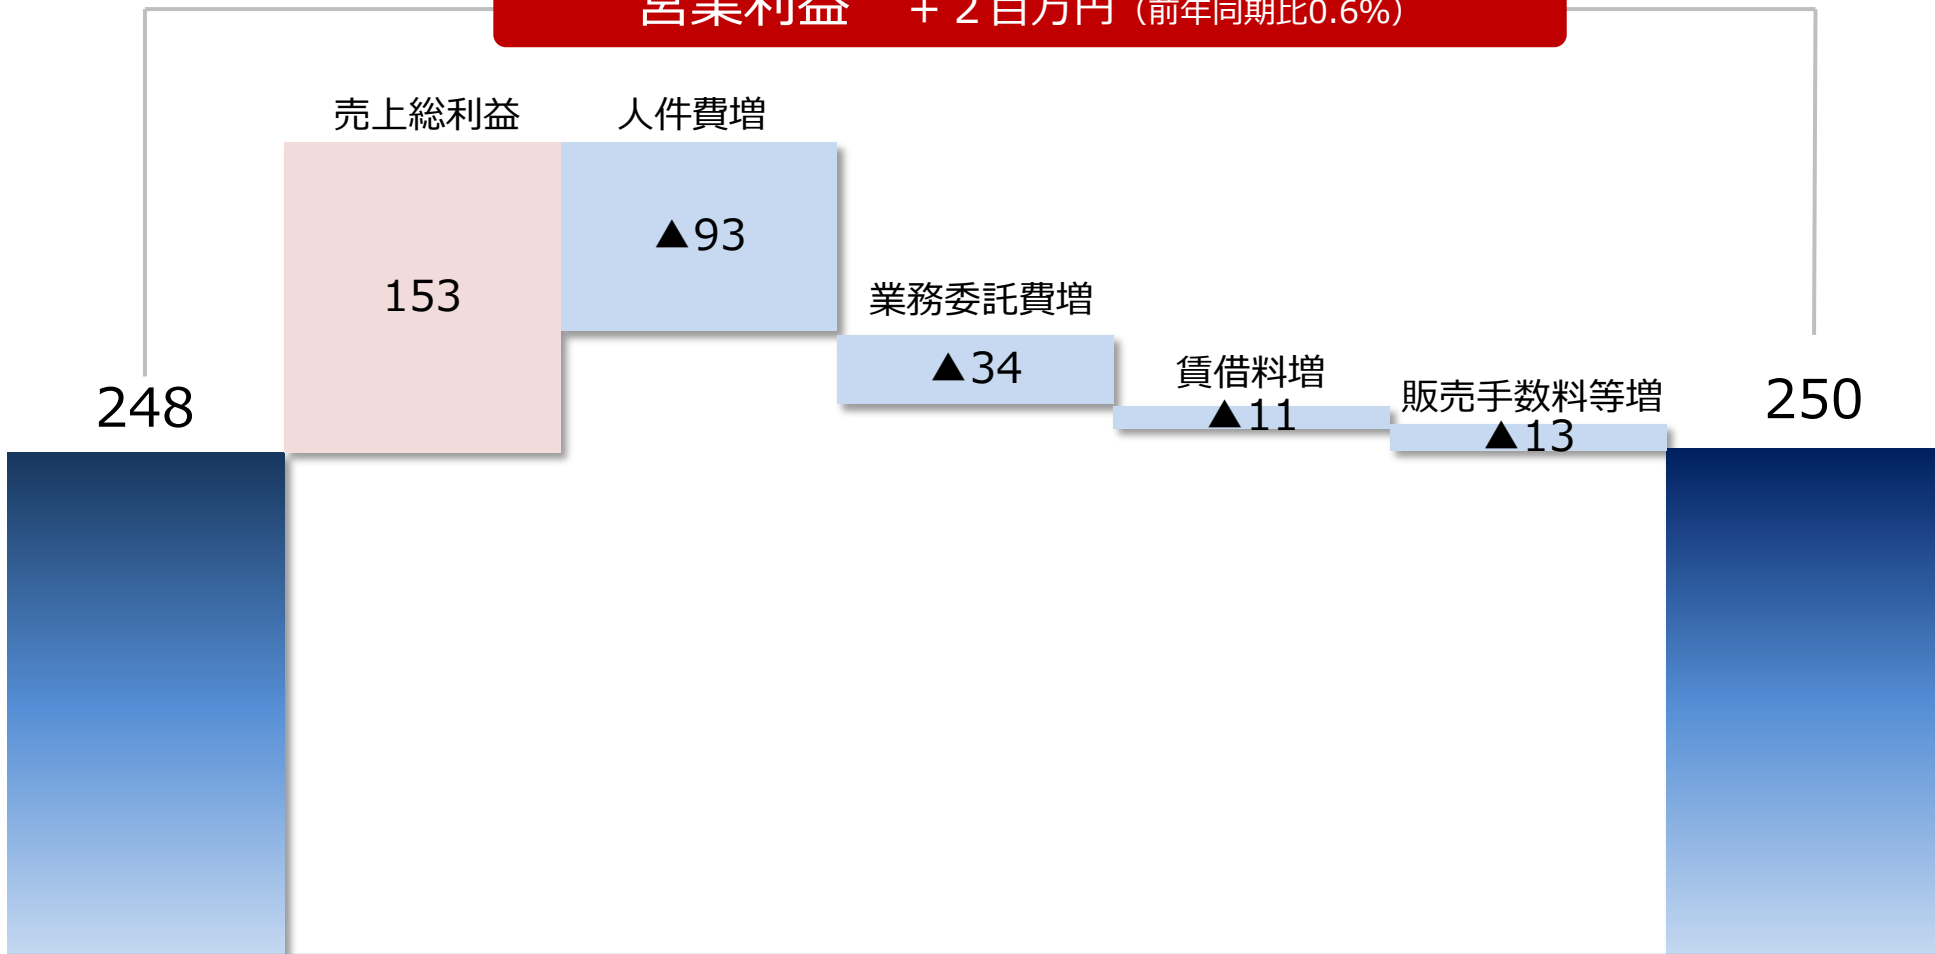 営業利益 +2百万円（前年同期比0.6%）
売上総利益 人件費増
▲93
153
業務委託費増
▲34
賃借料増
▲11
販売手数料等増
▲13
248
250